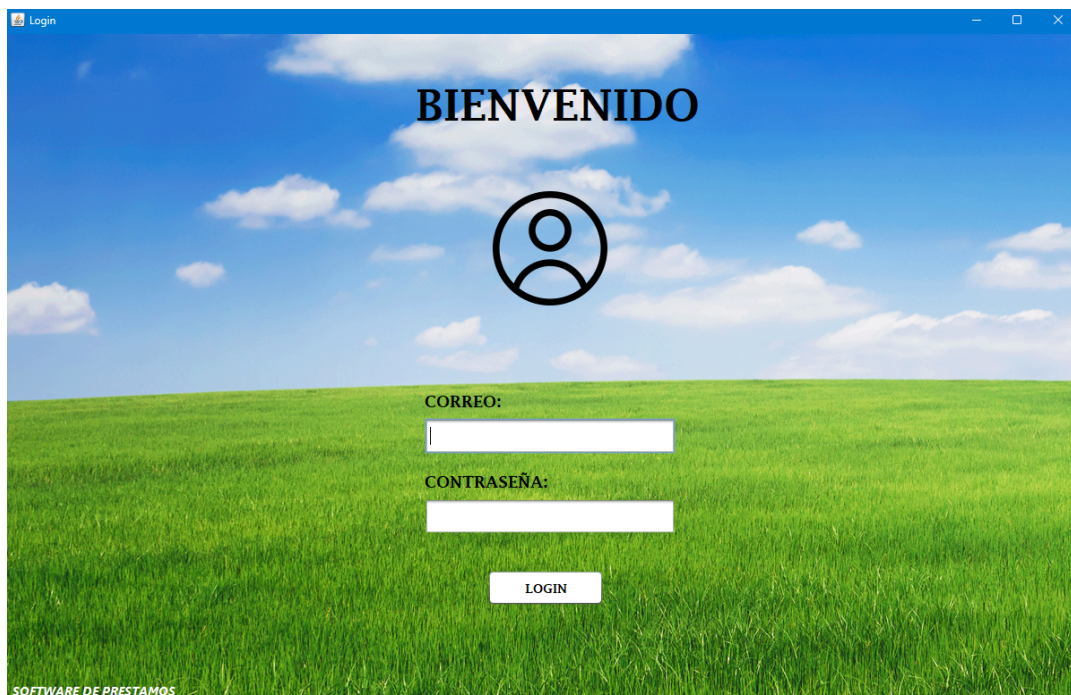 Login
BIENVENIDO
CORREO:
CONTRASEÑA:
LOGIN
SOFTWARE DE PRESTAMOS